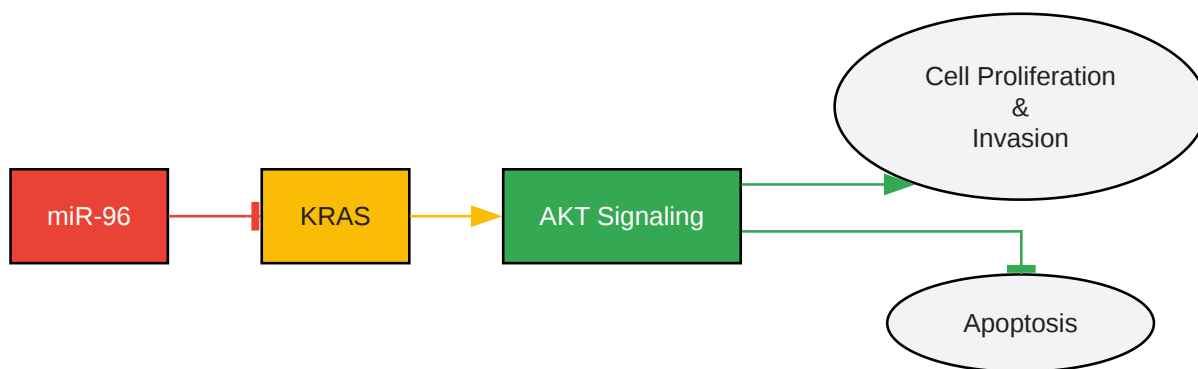 Cell Proliferation
&
Invasion
miR-96
KRAS
AKT Signaling
Apoptosis